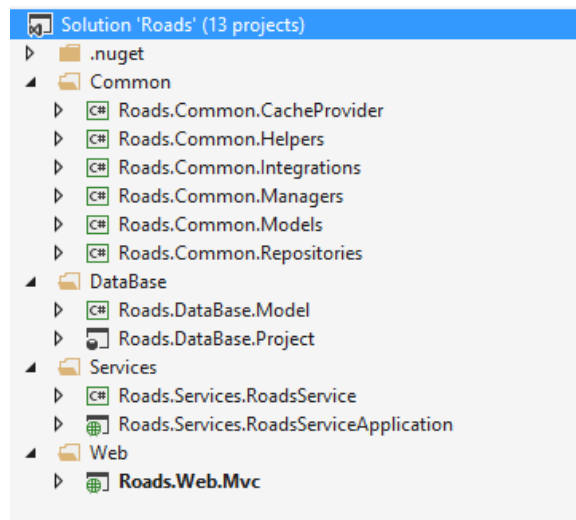 Solution 'Roads' (13 projects)
.nuget
Common
C# Roads.Common.CacheProvider
C# Roads.Common.Helpers
C# Roads.Common.Integrations
C# Roads.Common.Managers
C# Roads.Common.Models
C# Roads.Common.Repositories
DataBase
C# Roads.DataBase.Model
Roads.DataBase.Project
Services
C# Roads.Services.RoadsService
Roads.Services.RoadsServiceApplication
Web
Roads.Web.Mvc